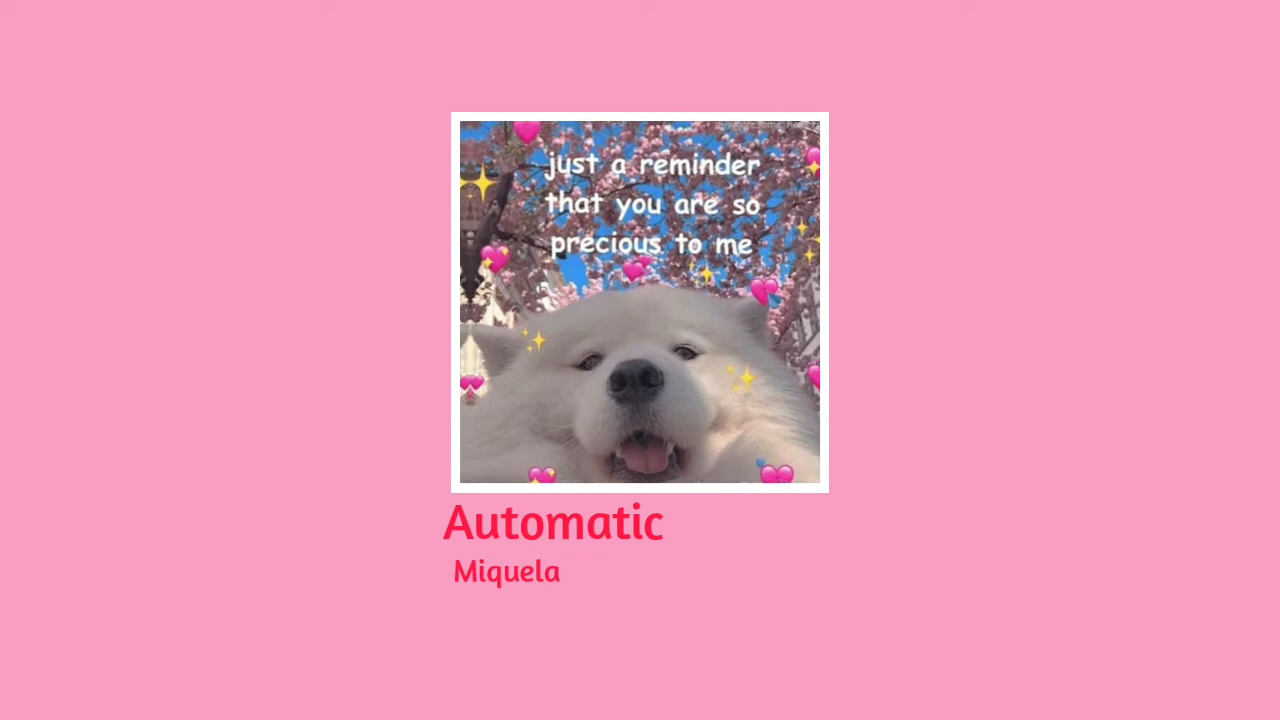 just a reminder
that you are so
precious to me
Automatic
Miquela